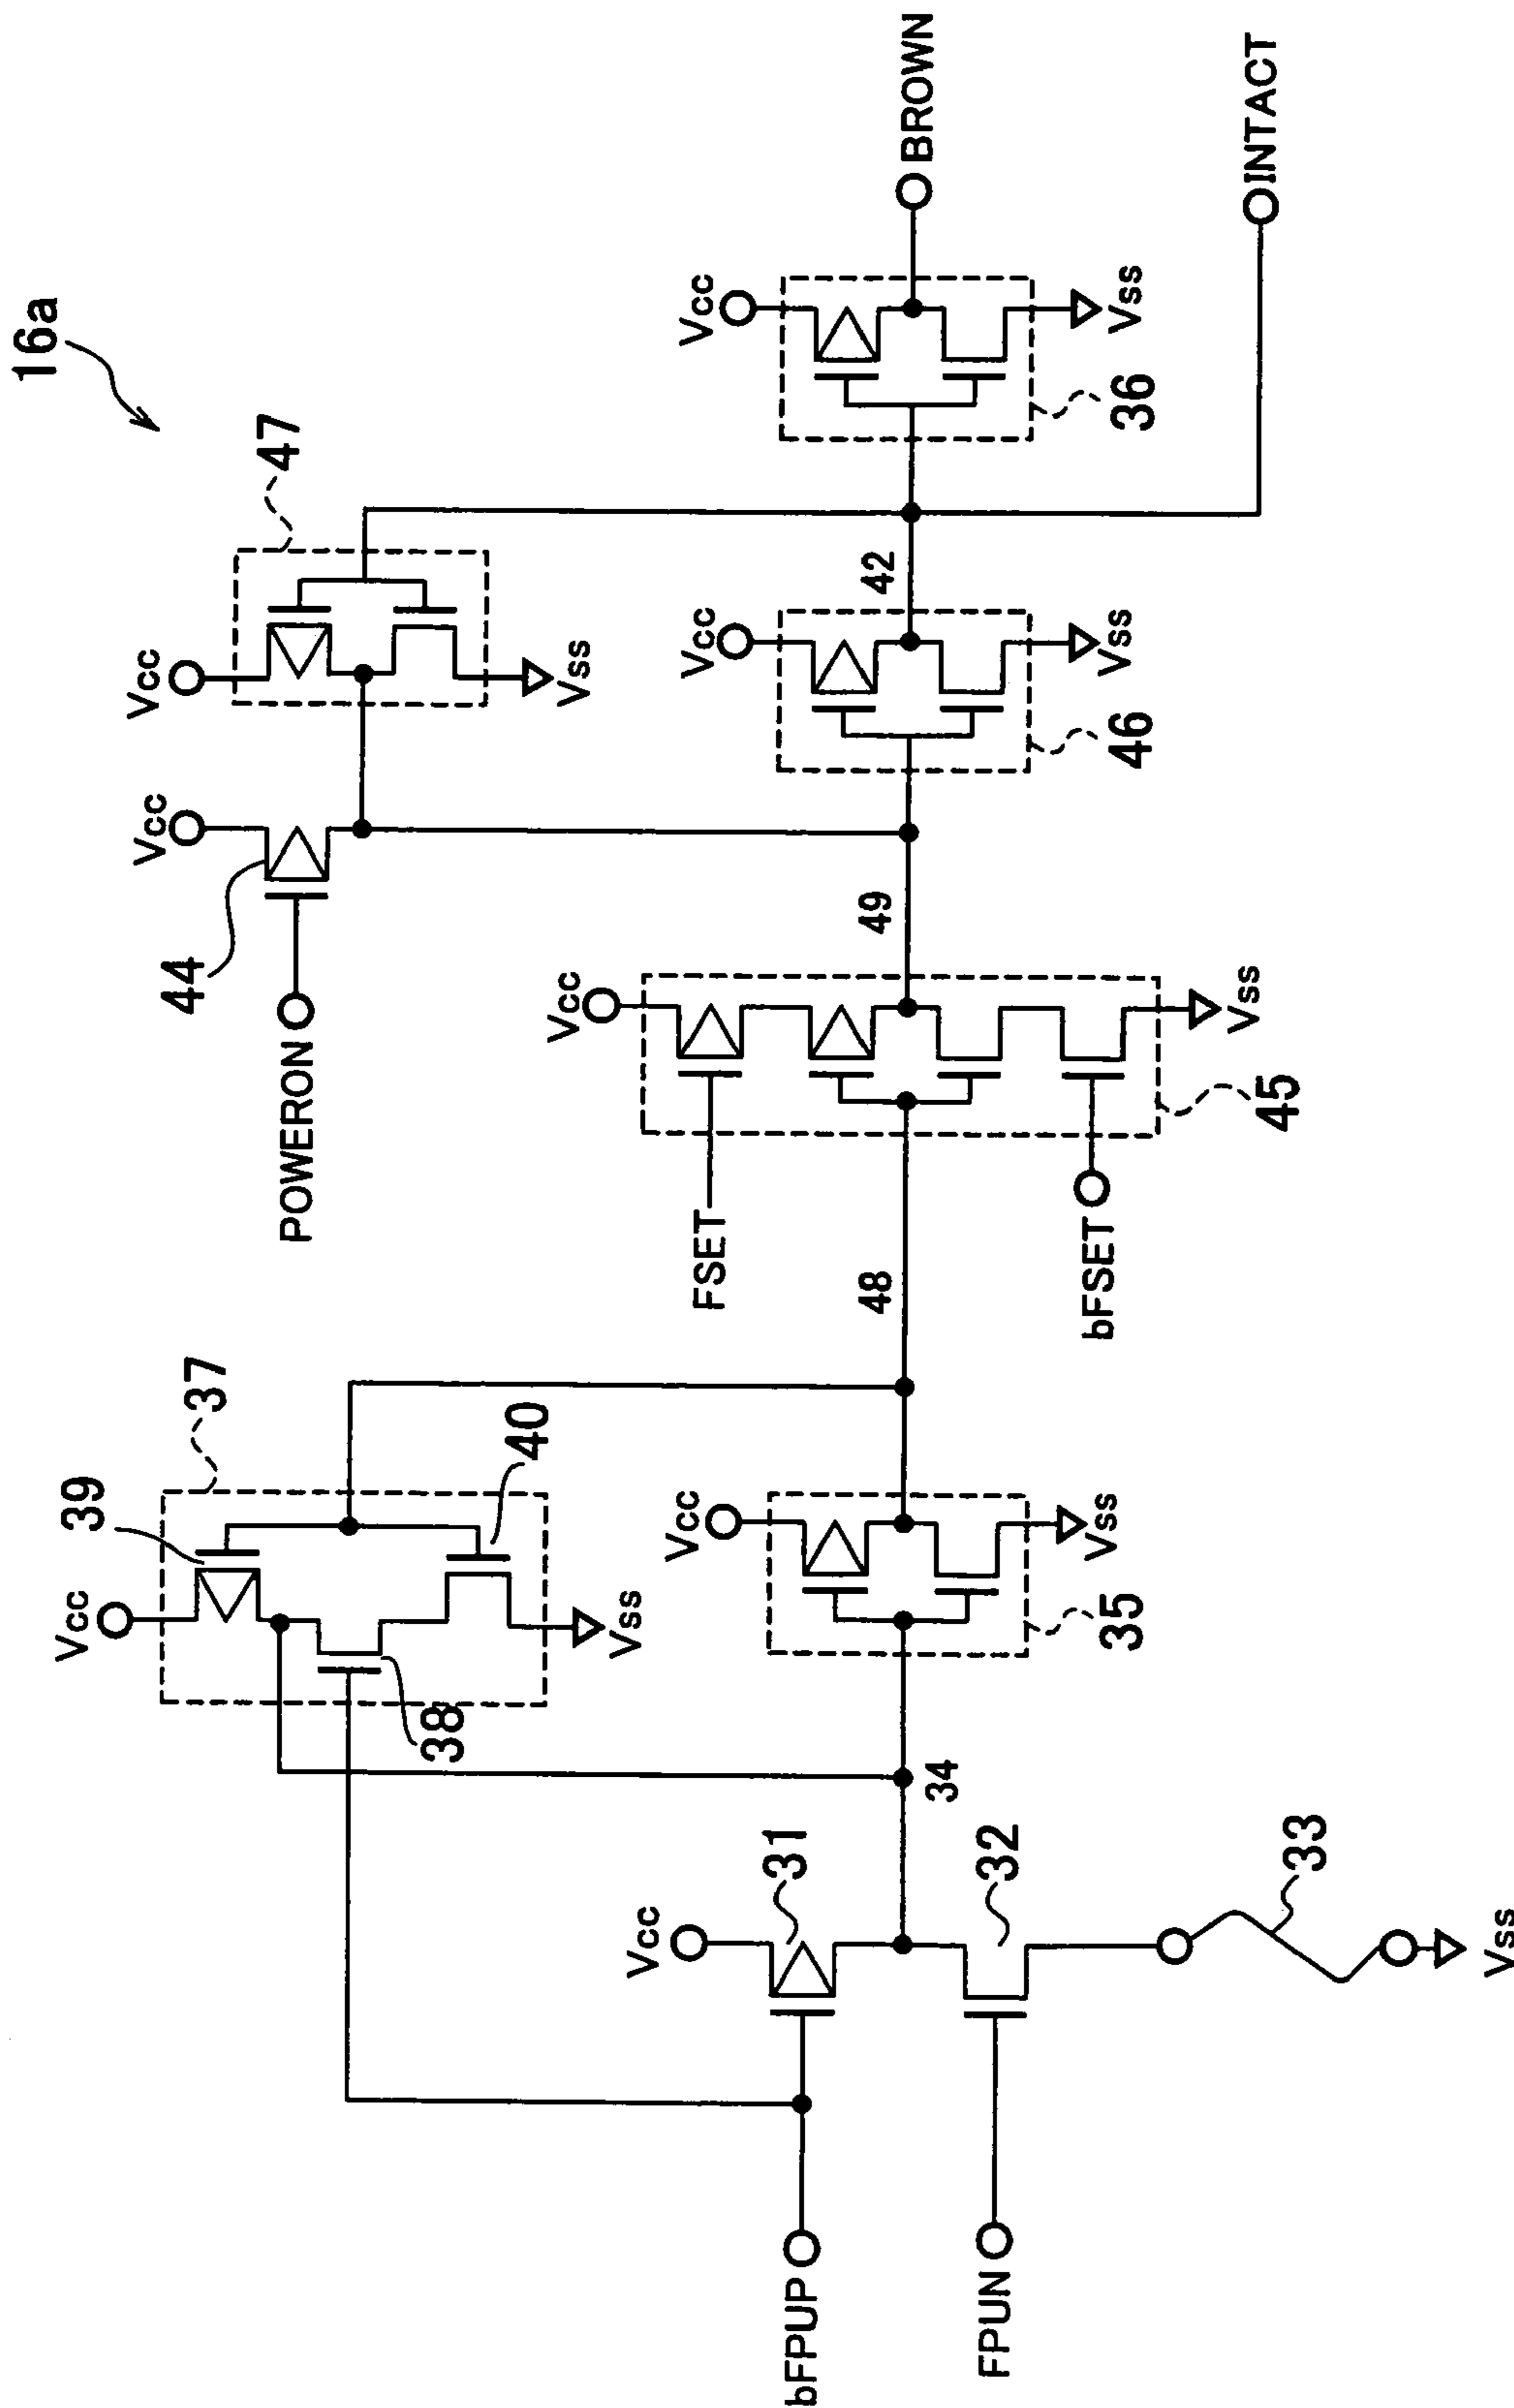 16a
47
Vcc
Vss
Vcc
44
POWERON
37
39
Vcc
40
Vss
38
BROWN
Vcc
Vss
36
42
Vcc
Vss
46
49
Vcc
Vss
45
FSET
bFSET
48
Vcc
Vss
35
34
Vcc
31
32
33
Vss
bFPUP
FPUN
INTACT